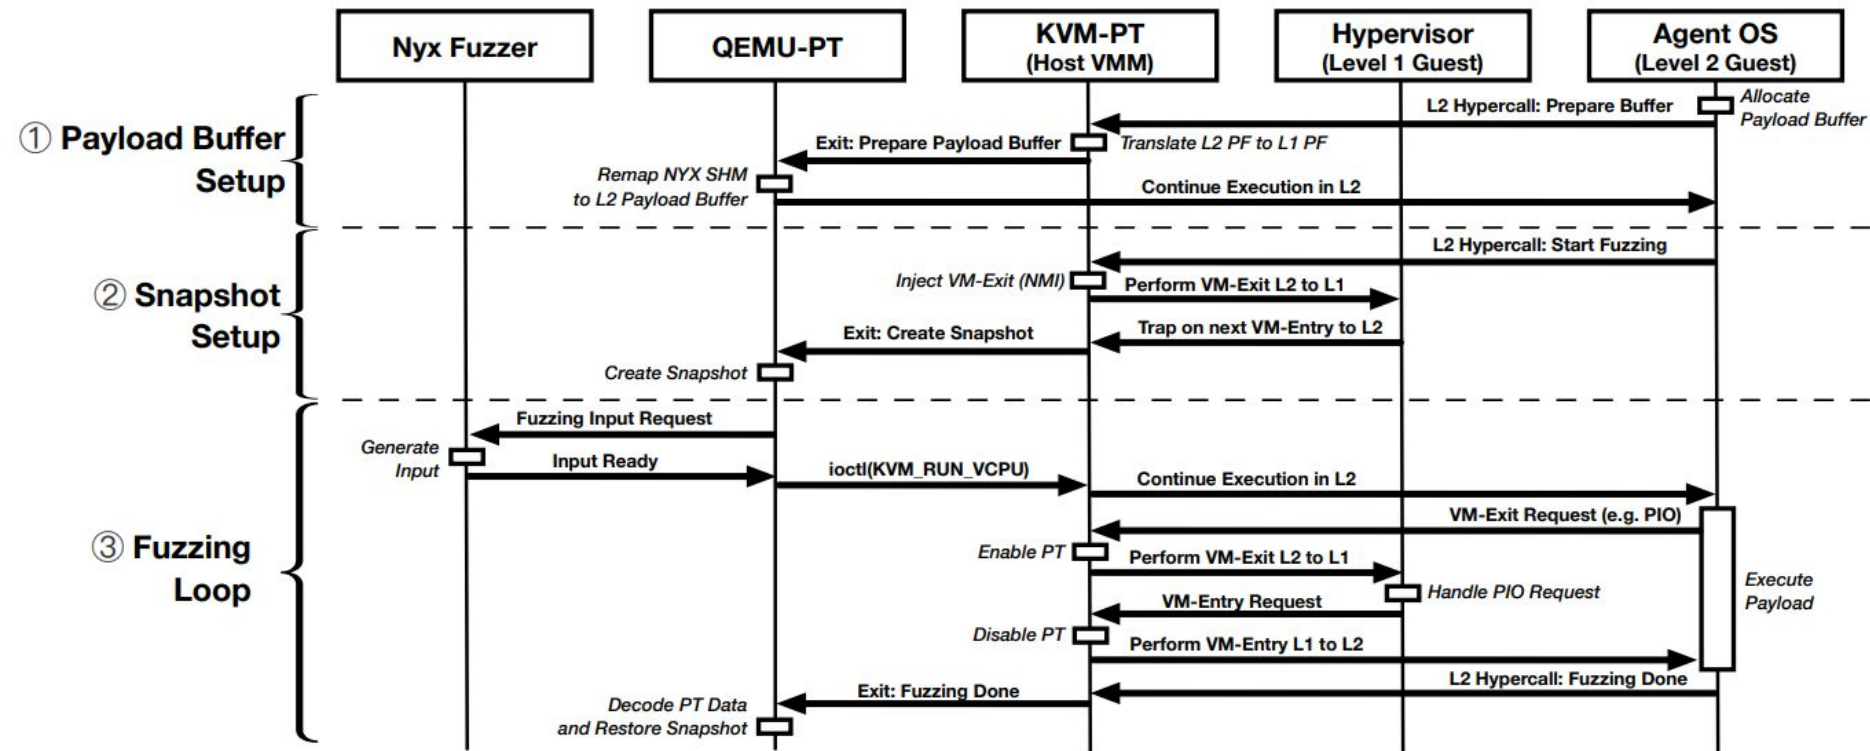 Nyx Fuzzer
QEMU-PT
KVM-PT
(Host VMM)
Hypervisor
(Level 1 Guest)
Agent OS
(Level 2 Guest)
① Payload Buffer
Setup
L2 Hypercall: Prepare Buffer
Allocate
Payload Buffer
Exit: Prepare Payload Buffer
Translate L2 PF to L1 PF
Remap NYX SHM
to L2 Payload Buffer
Continue Execution in L2
② Snapshot
Setup
L2 Hypercall: Start Fuzzing
Inject VM-Exit (NMI)
Perform VM-Exit L2 to L1
Trap on next VM-Entry to L2
Exit: Create Snapshot
Create Snapshot
③ Fuzzing
Loop
Fuzzing Input Request
Generate
Input
Input Ready
ioctl(KVM_RUN_VCPU)
Continue Execution in L2
VM-Exit Request (e.g. PIO)
Enable PT
Perform VM-Exit L2 to L1
Handle PIO Request
Execute
Payload
VM-Entry Request
Disable PT
Perform VM-Entry L1 to L2
L2 Hypercall: Fuzzing Done
Exit: Fuzzing Done
Decode PT Data
and Restore Snapshot